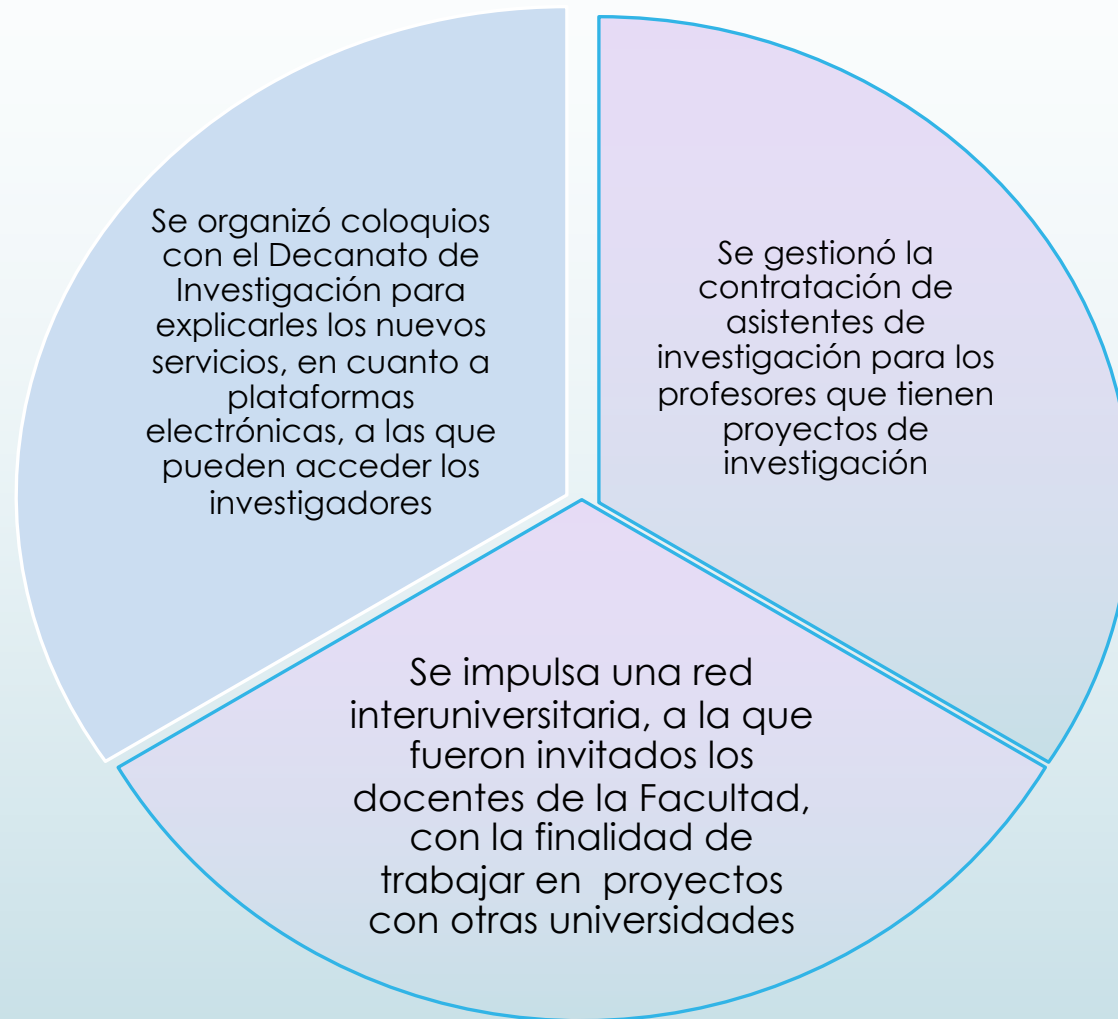 Se organizó coloquios
con el Decanato de
Investigación para
explicarles los nuevos
servicios, en cuanto a
plataformas
electrónicas, a las que
pueden acceder los
investigadores
Se gestionó la
contratación de
asistentes de
investigación para los
profesores que tienen
proyectos de
investigación
Se impulsa una red
interuniversitaria, a la que
fueron invitados los
docentes de la Facultad,
con la finalidad de
trabajar en  proyectos
con otras universidades